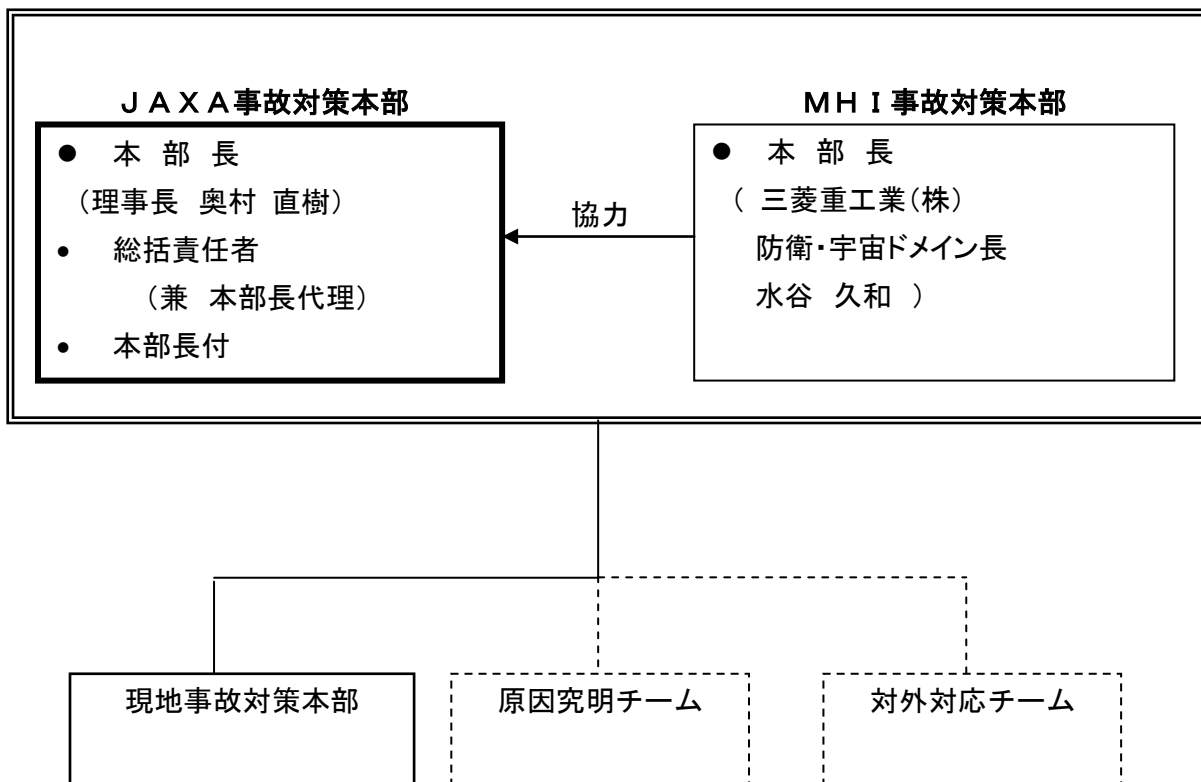 JAXA事故対策本部
● 本 部 長
(理事長 奥村 直樹)
• 総括責任者
(兼 本部長代理)
• 本部長付
協力
MHI事故対策本部
● 本 部 長
( 三菱重工業(株)
防衛・宇宙ドメイン長
水谷 久和 )
現地事故対策本部
原因究明チーム
対外対応チーム